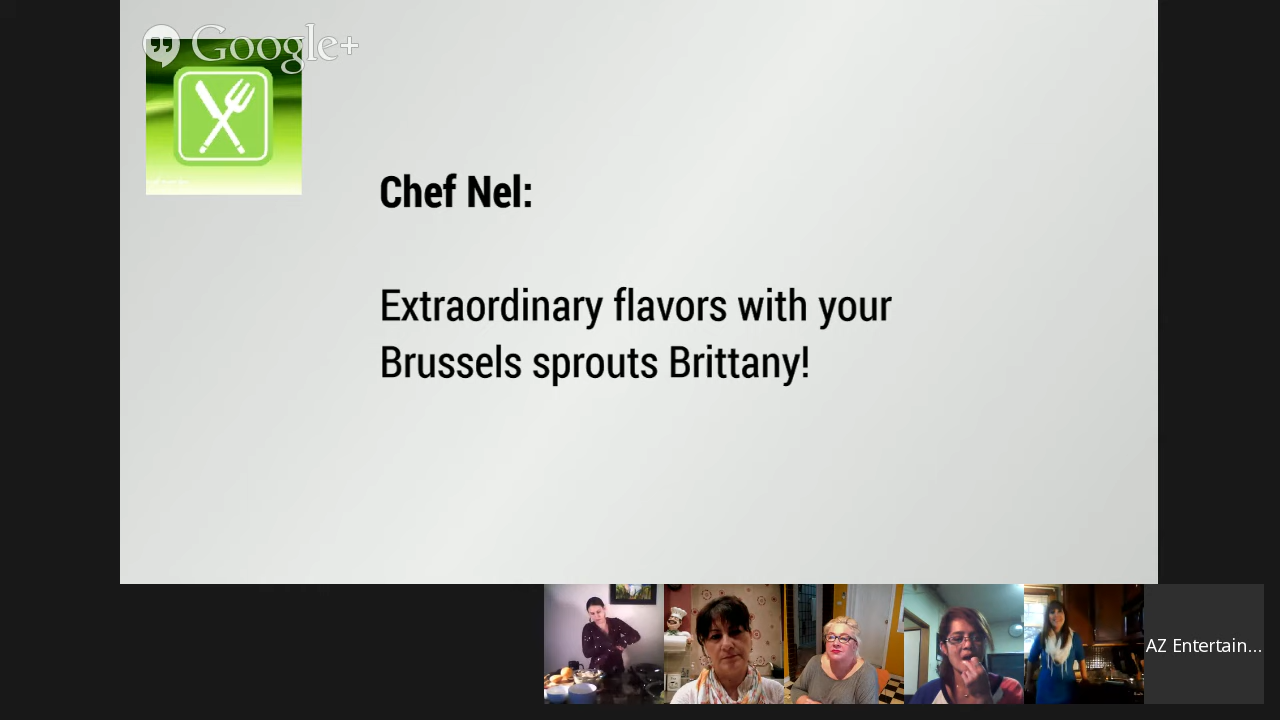 Google+
Chef Nel:
Extraordinary flavors with your
Brussels sprouts Brittany!
AZ Entertain...